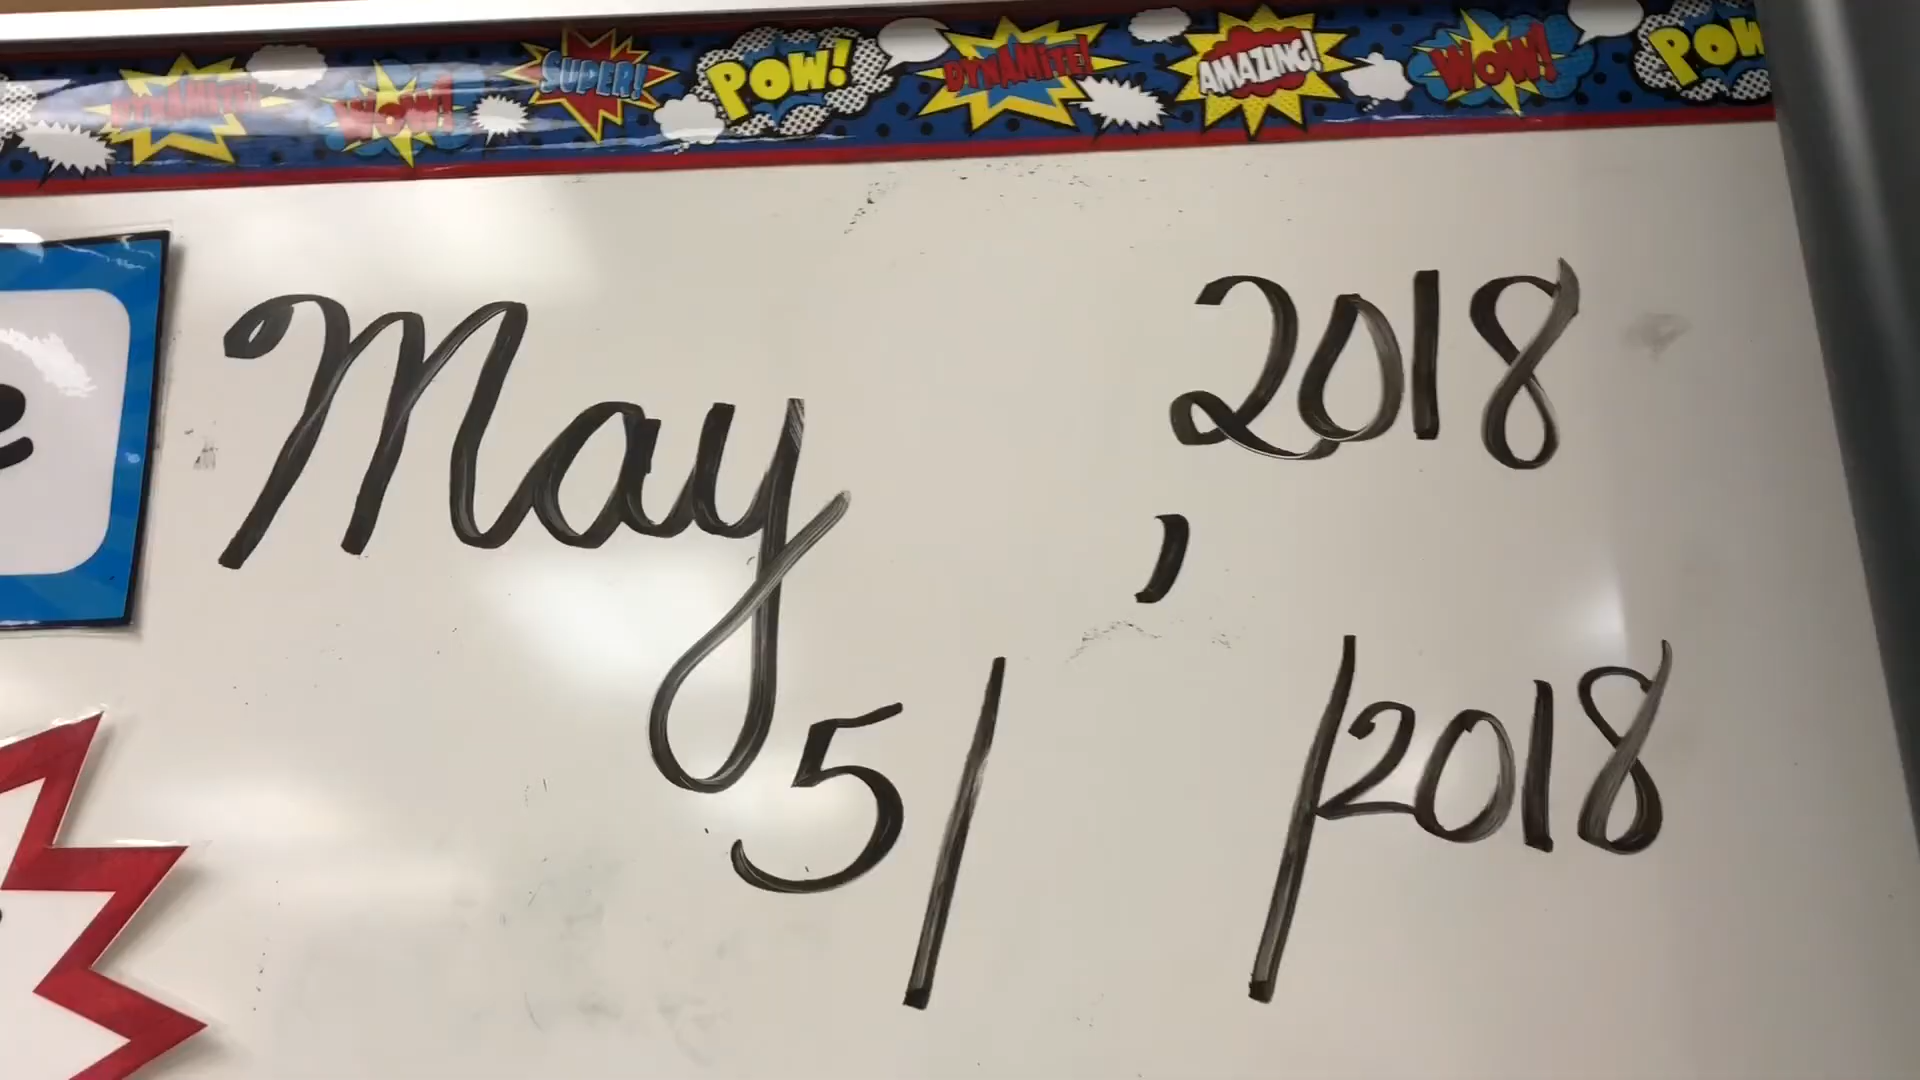 DYNAMITE! WOW! SUPER! POW! DYNAMITE! AMAZING! WOW! POW
May , 2018
5/ /2018